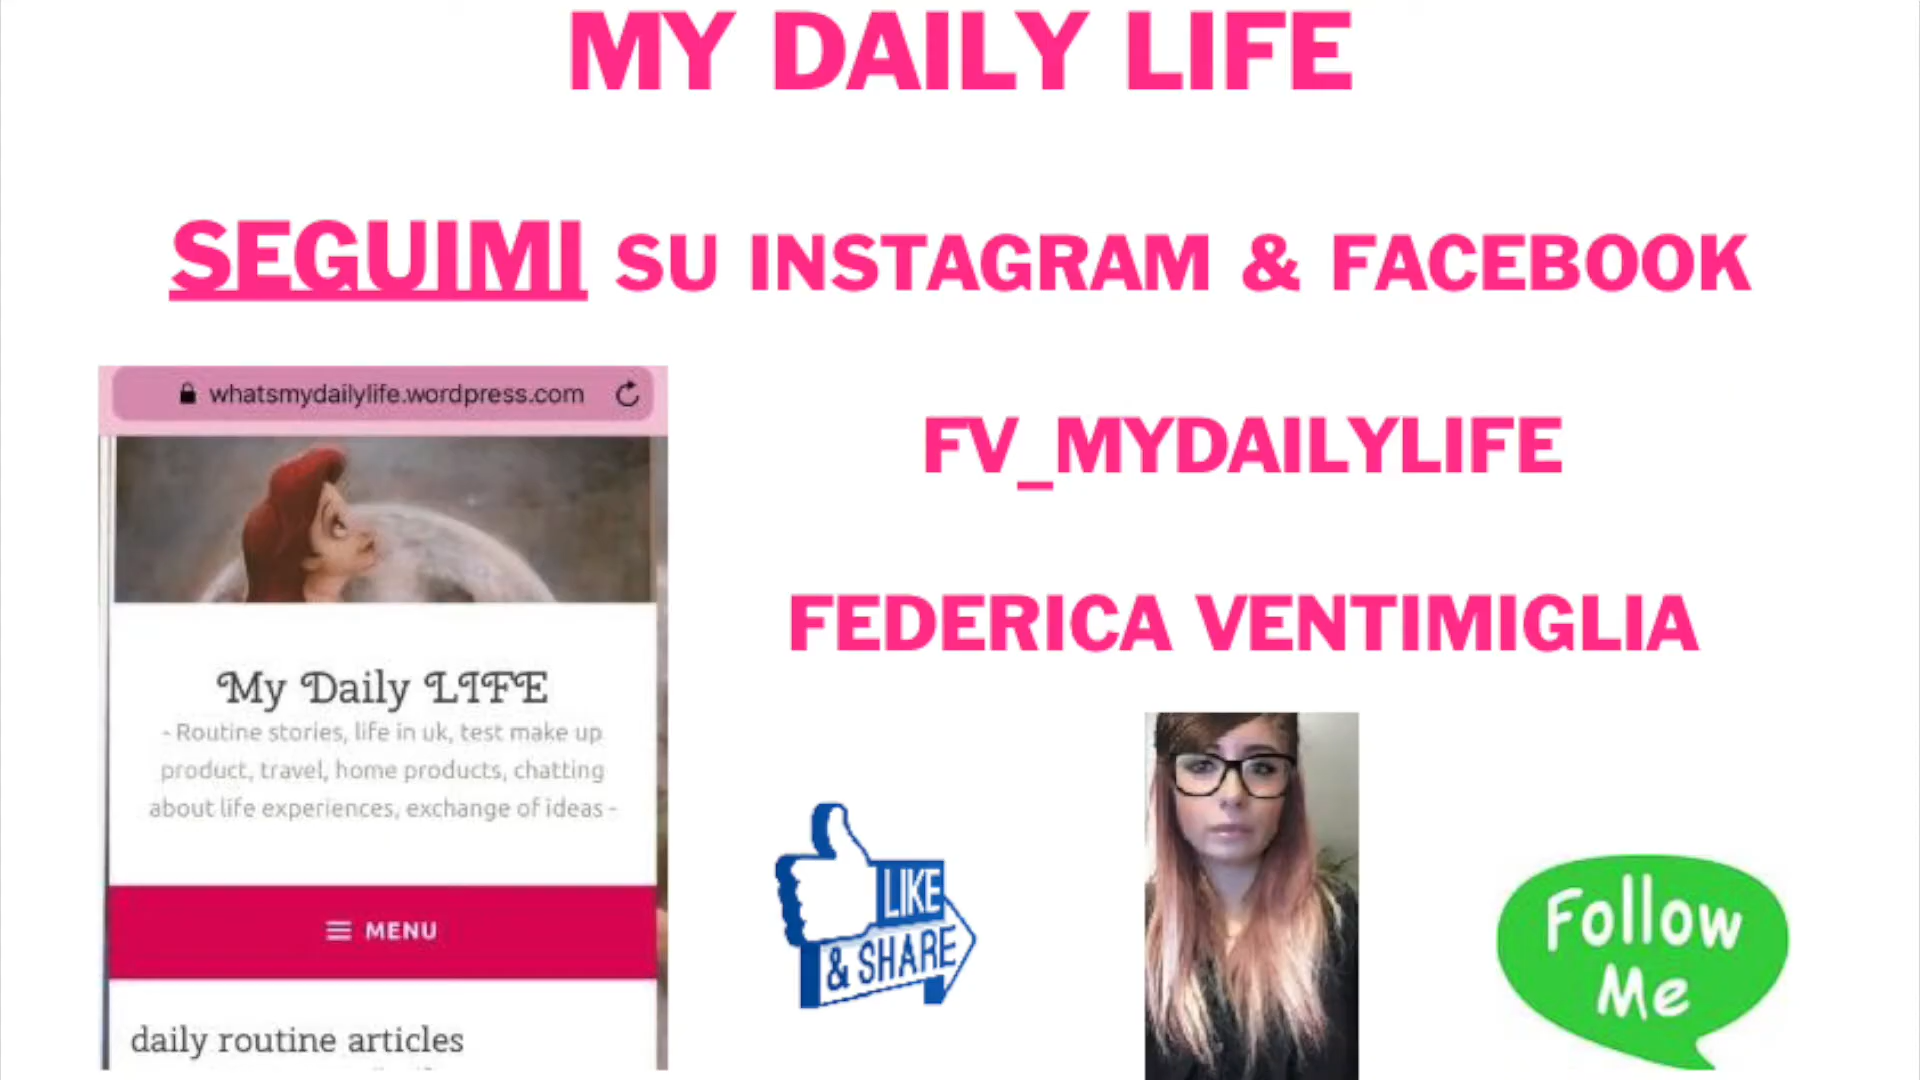 MY DAILY LIFE
SEGUIMI SU INSTAGRAM & FACEBOOK
whatsmydailylife.wordpress.com
My Daily LIFE
- Routine stories, life in uk, test make up
product, travel, home products, chatting
about life experiences, exchange of ideas -
MENU
daily routine articles
FV_MYDAILYLIFE
FEDERICA VENTIMIGLIA
LIKE
& SHARE
Follow
Me